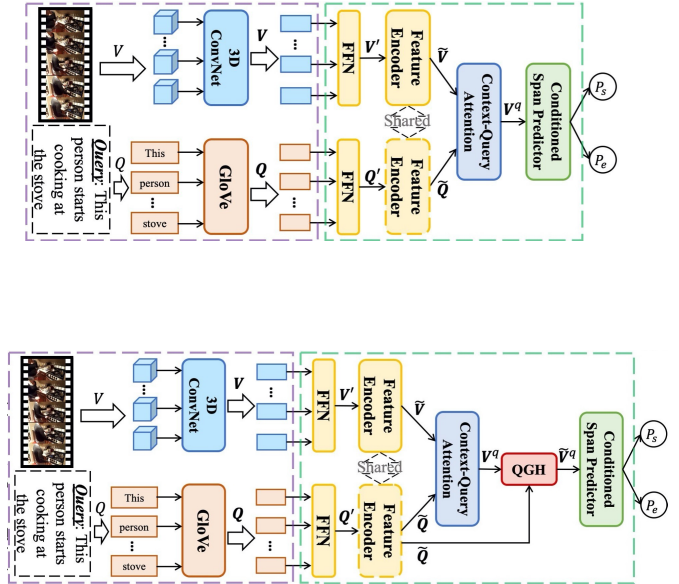 V
3D
ConvNet
V
FFN
V′
Feature
Encoder
Ṽ
Shared
Context-Query
Attention
V^q
Conditioned
Span Predictor
P_s
P_e
Query: This
person starts
cooking at
the stove
Q
This
person
...
stove
GloVe
Q
FFN
Q′
Feature
Encoder
Q̃
V
3D
ConvNet
V
FFN
V′
Feature
Encoder
Ṽ
Shared
Context-Query
Attention
V^q
QGH
Ṽ^q
Conditioned
Span Predictor
P_s
P_e
Query: This
person starts
cooking at
the stove
Q
This
person
...
stove
GloVe
Q
FFN
Q′
Feature
Encoder
Q̃
Q̃